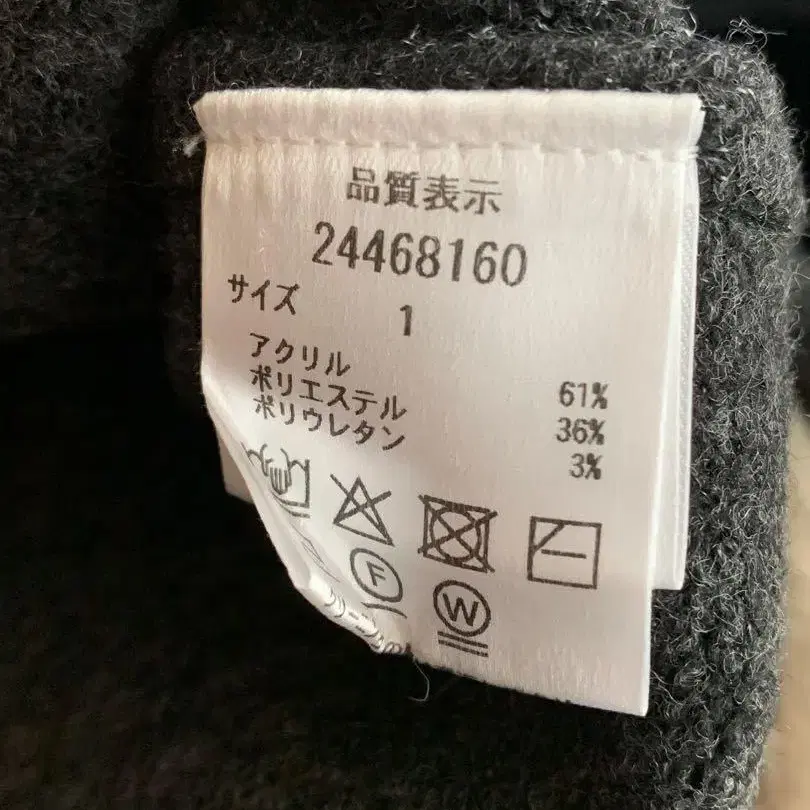 品質表示
24468160
サイズ 1
アクリル 61%
ポリエステル 36%
ポリウレタン 3%
F
W